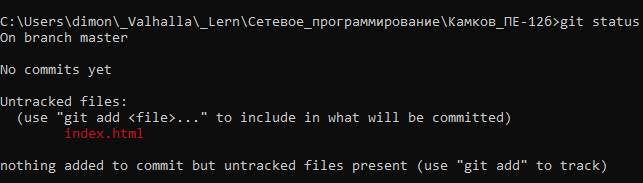 C:\Users\dimon\_Valhalla\_Lern\Сетевое_программирование\Камков_ПЕ-12б>git status
On branch master
No commits yet
Untracked files:
(use "git add <file>..." to include in what will be committed)
index.html
nothing added to commit but untracked files present (use "git add" to track)